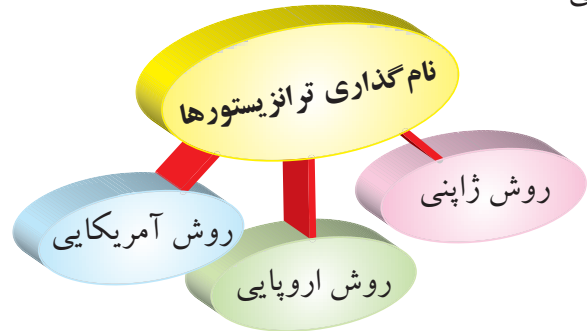 نام‌گذاری ترانزیستورها
روش ژاپنی
روش اروپایی
روش آمریکایی